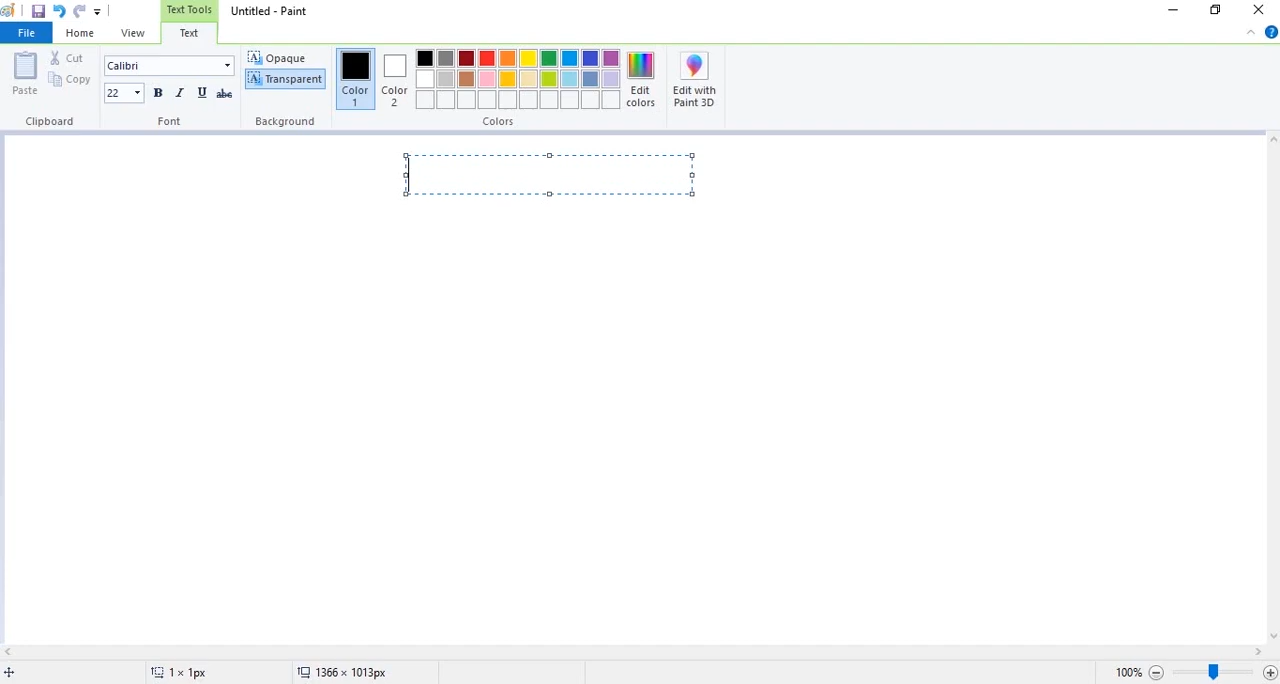 Text Tools
Untitled - Paint
File Home View Text
Paste
Cut
Copy
Clipboard
Calibri
22 B I U abc
Font
Opaque
Transparent
Background
Color 1
Color 2
Edit colors
Colors
Edit with Paint 3D
1 × 1px
1366 × 1013px
100%